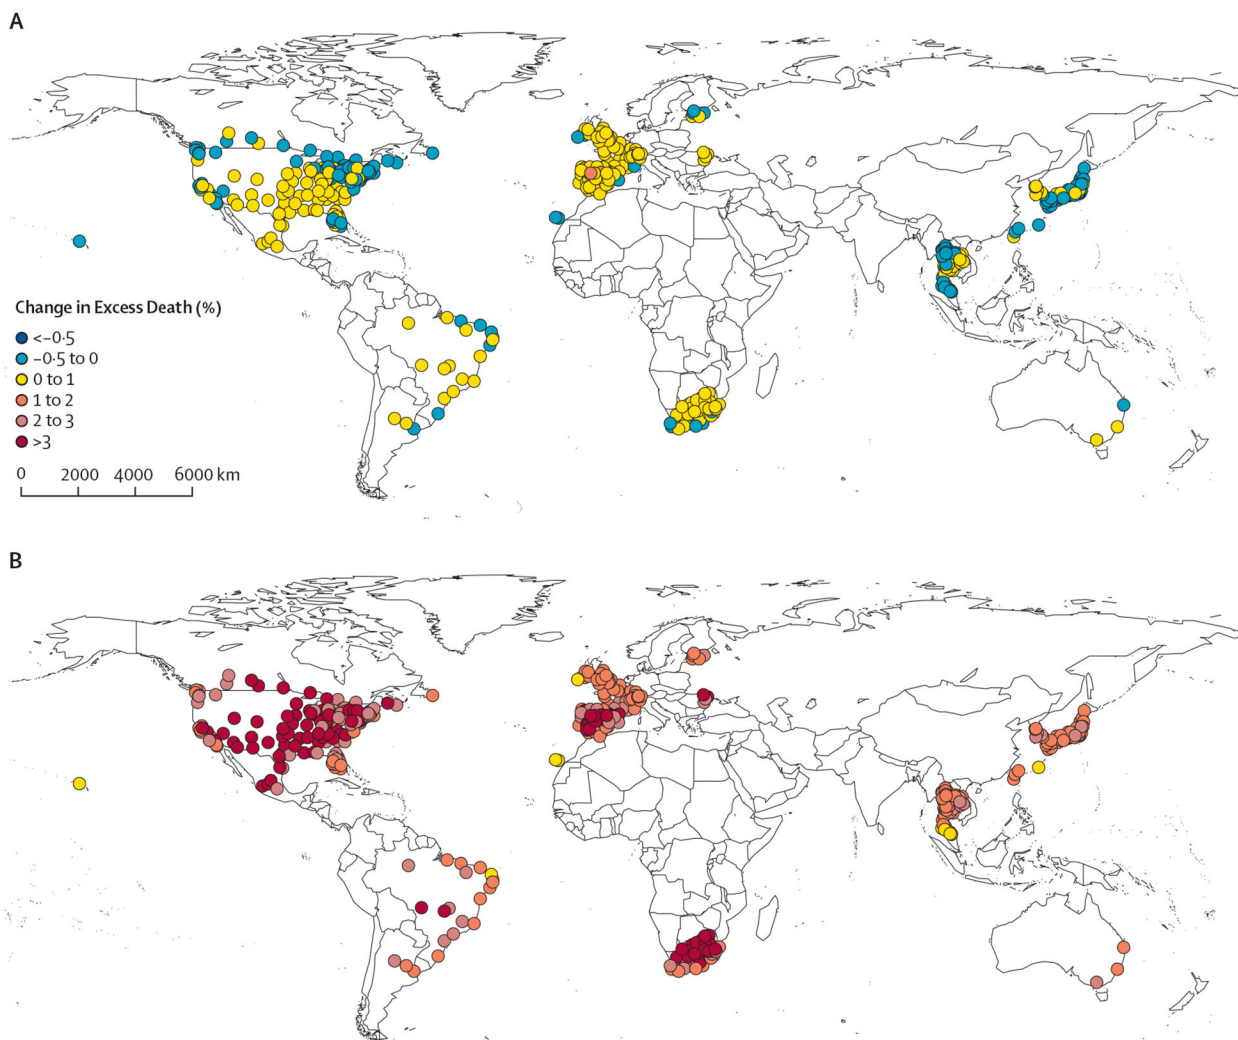 A
Change in Excess Death (%)
<-0·5
-0·5 to 0
0 to 1
1 to 2
2 to 3
>3
0 2000 4000 6000 km
B